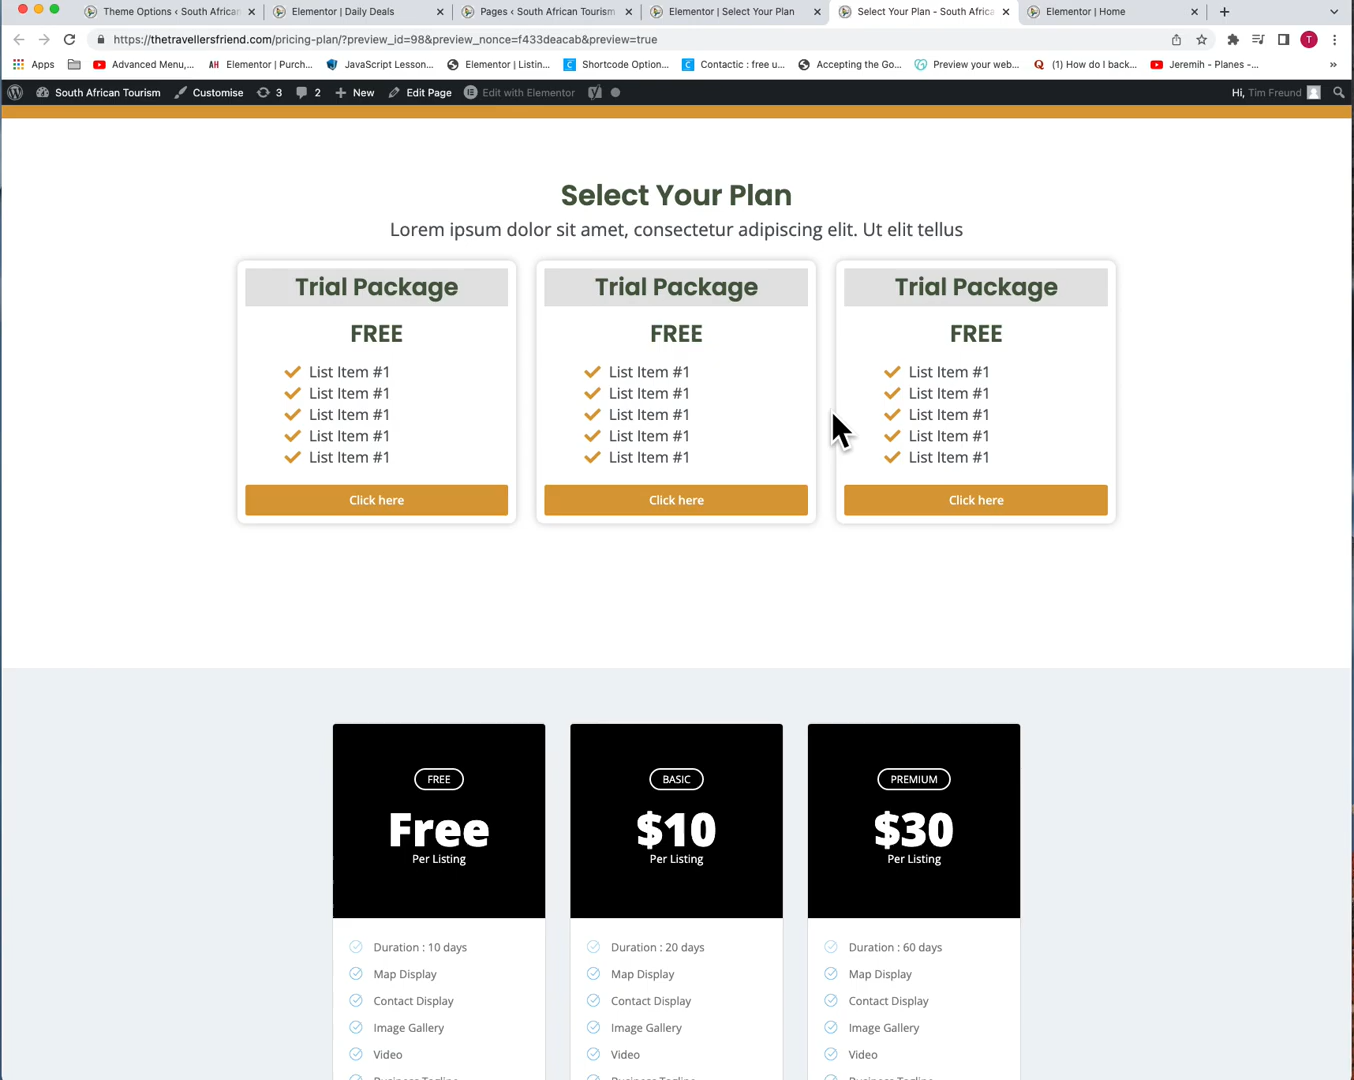 Theme Options ‹ South African
Elementor | Daily Deals
Pages ‹ South African Tourism
Elementor | Select Your Plan
Select Your Plan - South Africa
Elementor | Home
https://thetravellersfriend.com/pricing-plan/?preview_id=98&preview_nonce=f433deacab&preview=true
T
Apps
Advanced Menu,...
AH Elementor | Purch...
JavaScript Lesson...
Elementor | Listin...
C Shortcode Option...
C Contactic : free u...
Accepting the Go...
Preview your web...
Q (1) How do I back...
Jeremih - Planes -...
»
South African Tourism
Customise
3
2
+ New
Edit Page
Edit with Elementor
Hi, Tim Freund
Select Your Plan
Lorem ipsum dolor sit amet, consectetur adipiscing elit. Ut elit tellus
Trial Package
FREE
List Item #1
List Item #1
List Item #1
List Item #1
List Item #1
Click here
Trial Package
FREE
List Item #1
List Item #1
List Item #1
List Item #1
List Item #1
Click here
Trial Package
FREE
List Item #1
List Item #1
List Item #1
List Item #1
List Item #1
Click here
FREE
Free
Per Listing
Duration : 10 days
Map Display
Contact Display
Image Gallery
Video
BASIC
$10
Per Listing
Duration : 20 days
Map Display
Contact Display
Image Gallery
Video
PREMIUM
$30
Per Listing
Duration : 60 days
Map Display
Contact Display
Image Gallery
Video